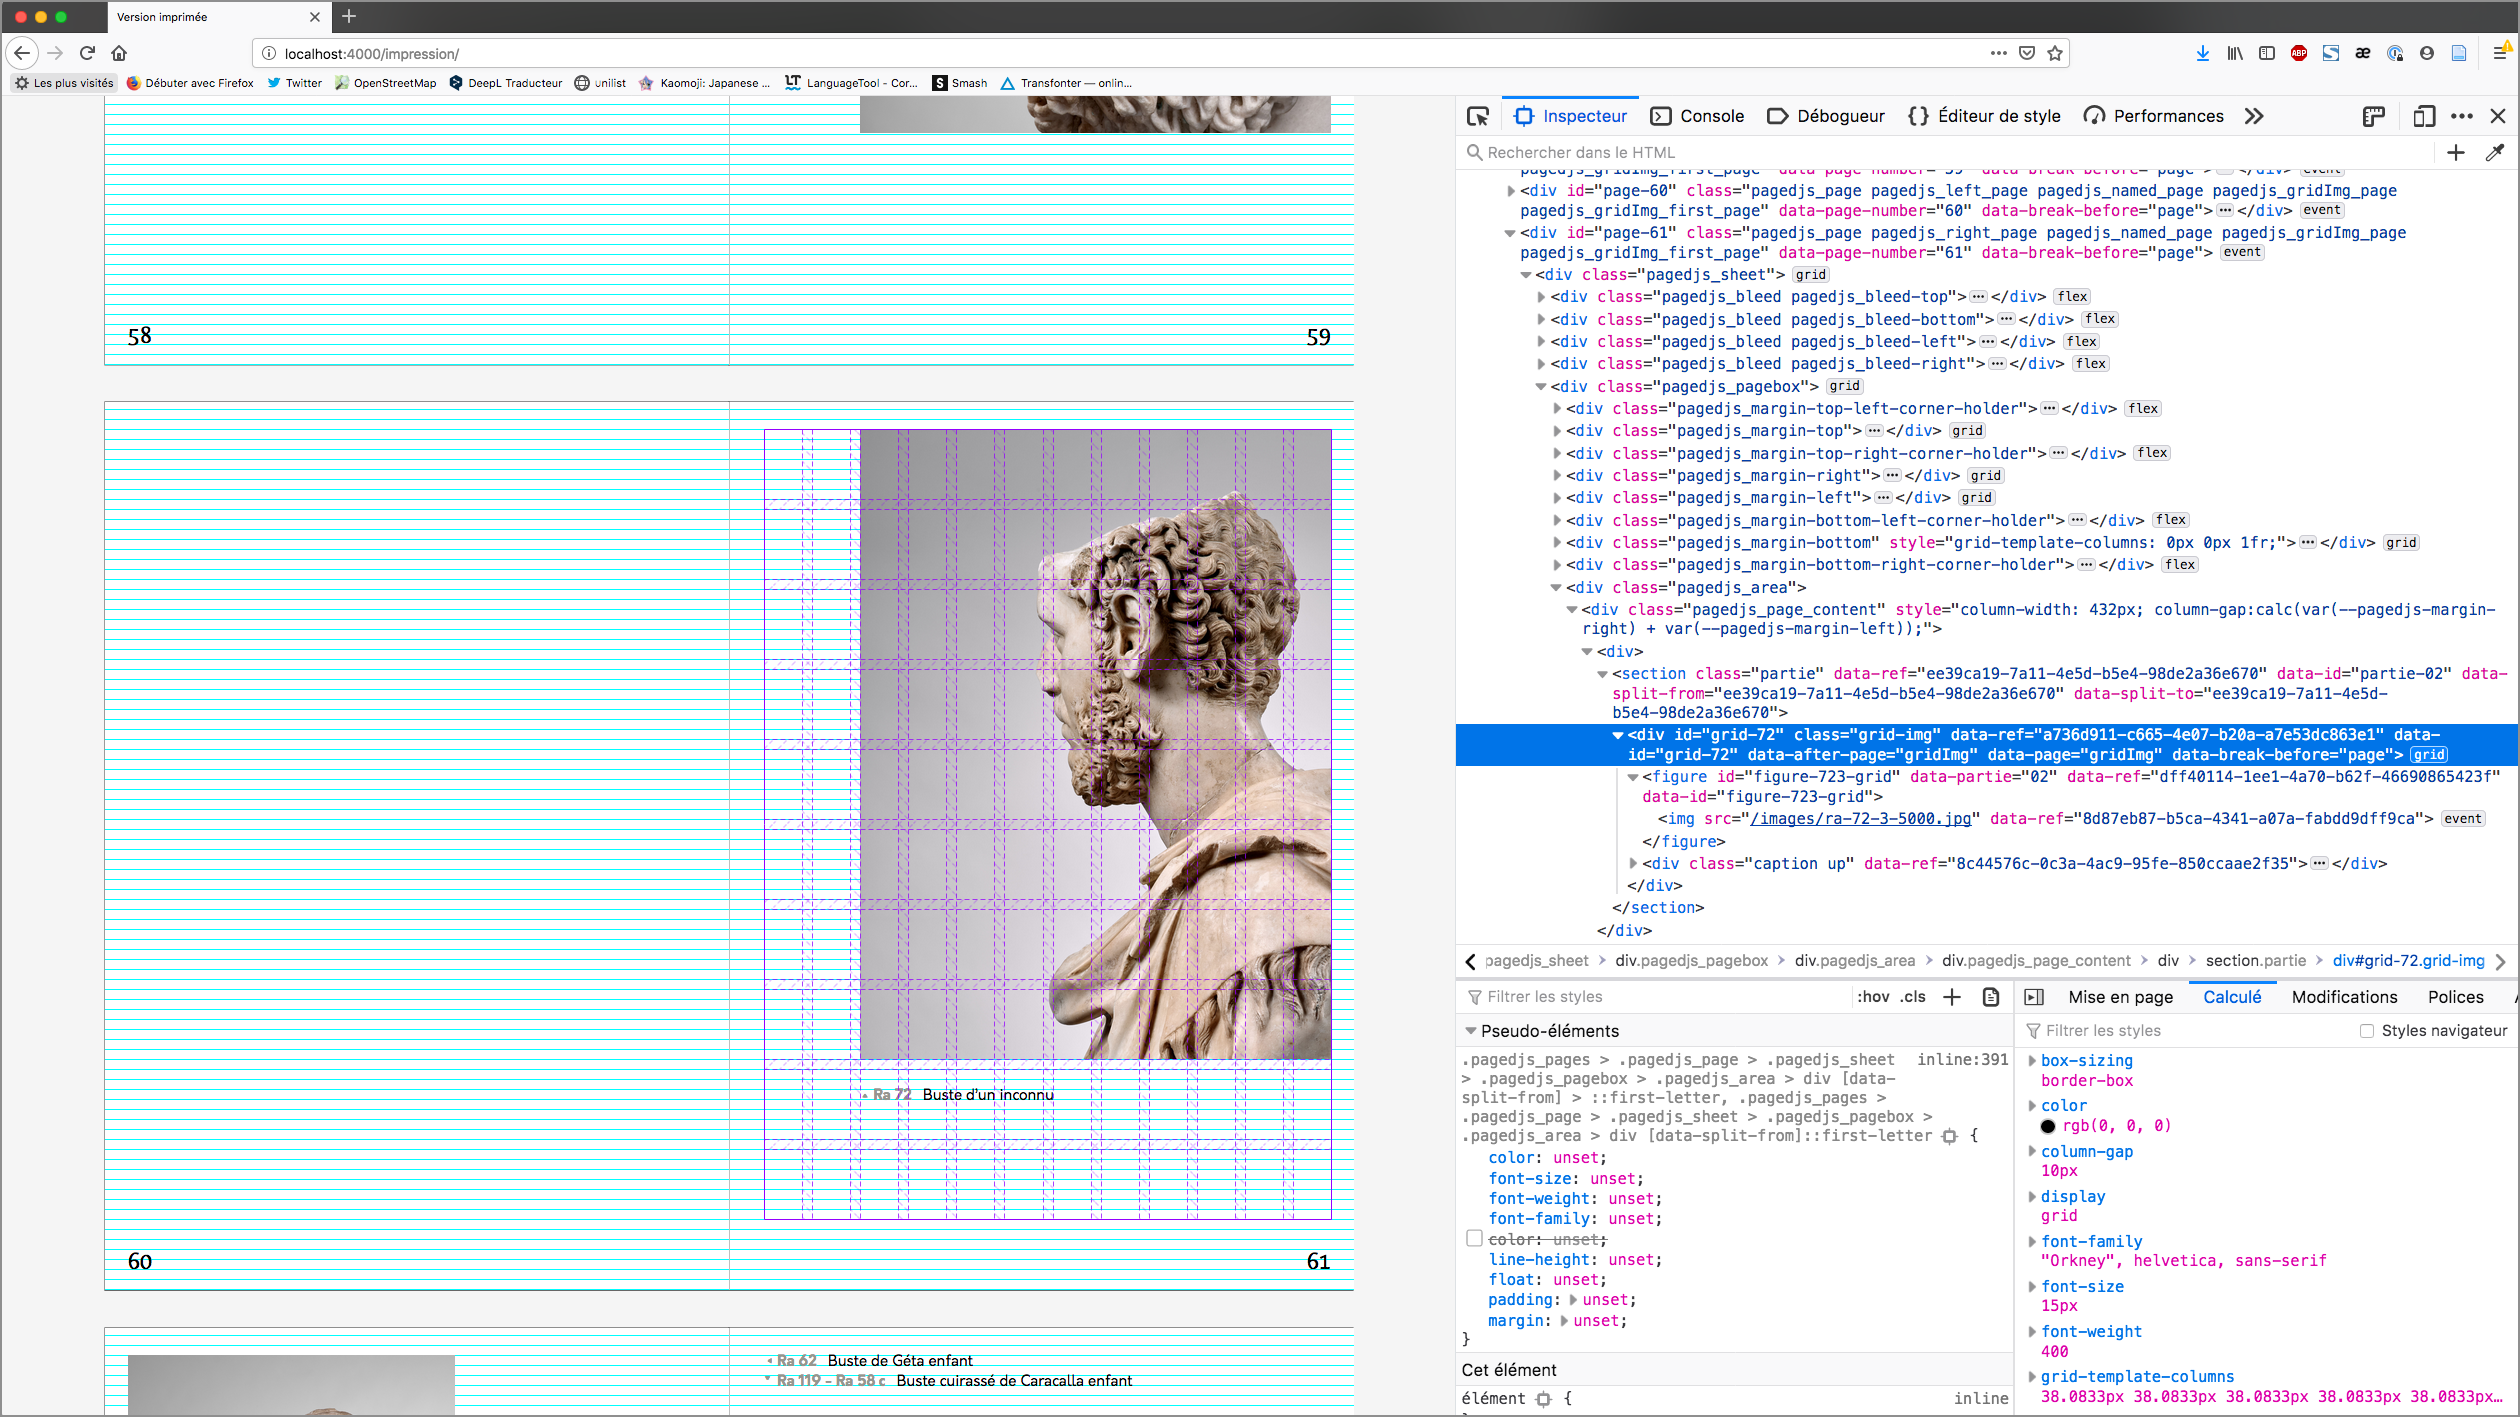 Version imprimée
localhost:4000/impression/
Les plus visités Débuter avec Firefox Twitter OpenStreetMap DeepL Traducteur unilist Kaomoji: Japanese ... LanguageTool - Cor... Smash Transfonter — onlin...
58
59
Ra 72 Buste d'un inconnu
60
61
Ra 62 Buste de Géta enfant
Ra 119 - Ra 58 c Buste cuirassé de Caracalla enfant
Inspecteur Console Débogueur Éditeur de style Performances
Rechercher dans le HTML
pagedjs_gridImg_first_page" data-page-number="59" data-break-before="page">⋯</div> event
<div id="page-60" class="pagedjs_page pagedjs_left_page pagedjs_named_page pagedjs_gridImg_page
pagedjs_gridImg_first_page" data-page-number="60" data-break-before="page">⋯</div> event
<div id="page-61" class="pagedjs_page pagedjs_right_page pagedjs_named_page pagedjs_gridImg_page
pagedjs_gridImg_first_page" data-page-number="61" data-break-before="page"> event
<div class="pagedjs_sheet"> grid
<div class="pagedjs_bleed pagedjs_bleed-top">⋯</div> flex
<div class="pagedjs_bleed pagedjs_bleed-bottom">⋯</div> flex
<div class="pagedjs_bleed pagedjs_bleed-left">⋯</div> flex
<div class="pagedjs_bleed pagedjs_bleed-right">⋯</div> flex
<div class="pagedjs_pagebox"> grid
<div class="pagedjs_margin-top-left-corner-holder">⋯</div> flex
<div class="pagedjs_margin-top">⋯</div> grid
<div class="pagedjs_margin-top-right-corner-holder">⋯</div> flex
<div class="pagedjs_margin-right">⋯</div> grid
<div class="pagedjs_margin-left">⋯</div> grid
<div class="pagedjs_margin-bottom-left-corner-holder">⋯</div> flex
<div class="pagedjs_margin-bottom" style="grid-template-columns: 0px 0px 1fr;">⋯</div> grid
<div class="pagedjs_margin-bottom-right-corner-holder">⋯</div> flex
<div class="pagedjs_area">
<div class="pagedjs_page_content" style="column-width: 432px; column-gap:calc(var(--pagedjs-margin-
right) + var(--pagedjs-margin-left));">
<div>
<section class="partie" data-ref="ee39ca19-7a11-4e5d-b5e4-98de2a36e670" data-id="partie-02" data-
split-from="ee39ca19-7a11-4e5d-b5e4-98de2a36e670" data-split-to="ee39ca19-7a11-4e5d-
b5e4-98de2a36e670">
<div id="grid-72" class="grid-img" data-ref="a736d911-c665-4e07-b20a-a7e53dc863e1" data-
id="grid-72" data-after-page="gridImg" data-page="gridImg" data-break-before="page"> grid
<figure id="figure-723-grid" data-partie="02" data-ref="dff40114-1ee1-4a70-b62f-46690865423f"
data-id="figure-723-grid">
<img src="/images/ra-72-3-5000.jpg" data-ref="8d87eb87-b5ca-4341-a07a-fabdd9dff9ca"> event
</figure>
<div class="caption up" data-ref="8c44576c-0c3a-4ac9-95fe-850ccaae2f35">⋯</div>
</div>
</section>
</div>
pagedjs_sheet > div.pagedjs_pagebox > div.pagedjs_area > div.pagedjs_page_content > div > section.partie > div#grid-72.grid-img
Filtrer les styles :hov .cls
Pseudo-éléments
.pagedjs_pages > .pagedjs_page > .pagedjs_sheet inline:391
> .pagedjs_pagebox > .pagedjs_area > div [data-
split-from] > ::first-letter, .pagedjs_pages >
.pagedjs_page > .pagedjs_sheet > .pagedjs_pagebox >
.pagedjs_area > div [data-split-from]::first-letter {
color: unset;
font-size: unset;
font-weight: unset;
font-family: unset;
color: unset;
line-height: unset;
float: unset;
padding: unset;
margin: unset;
}
Cet élément
élément { inline
Mise en page Calculé Modifications Polices
Filtrer les styles Styles navigateur
box-sizing
border-box
color
rgb(0, 0, 0)
column-gap
10px
display
grid
font-family
"Orkney", helvetica, sans-serif
font-size
15px
font-weight
400
grid-template-columns
38.0833px 38.0833px 38.0833px 38.0833px 38.0833px…